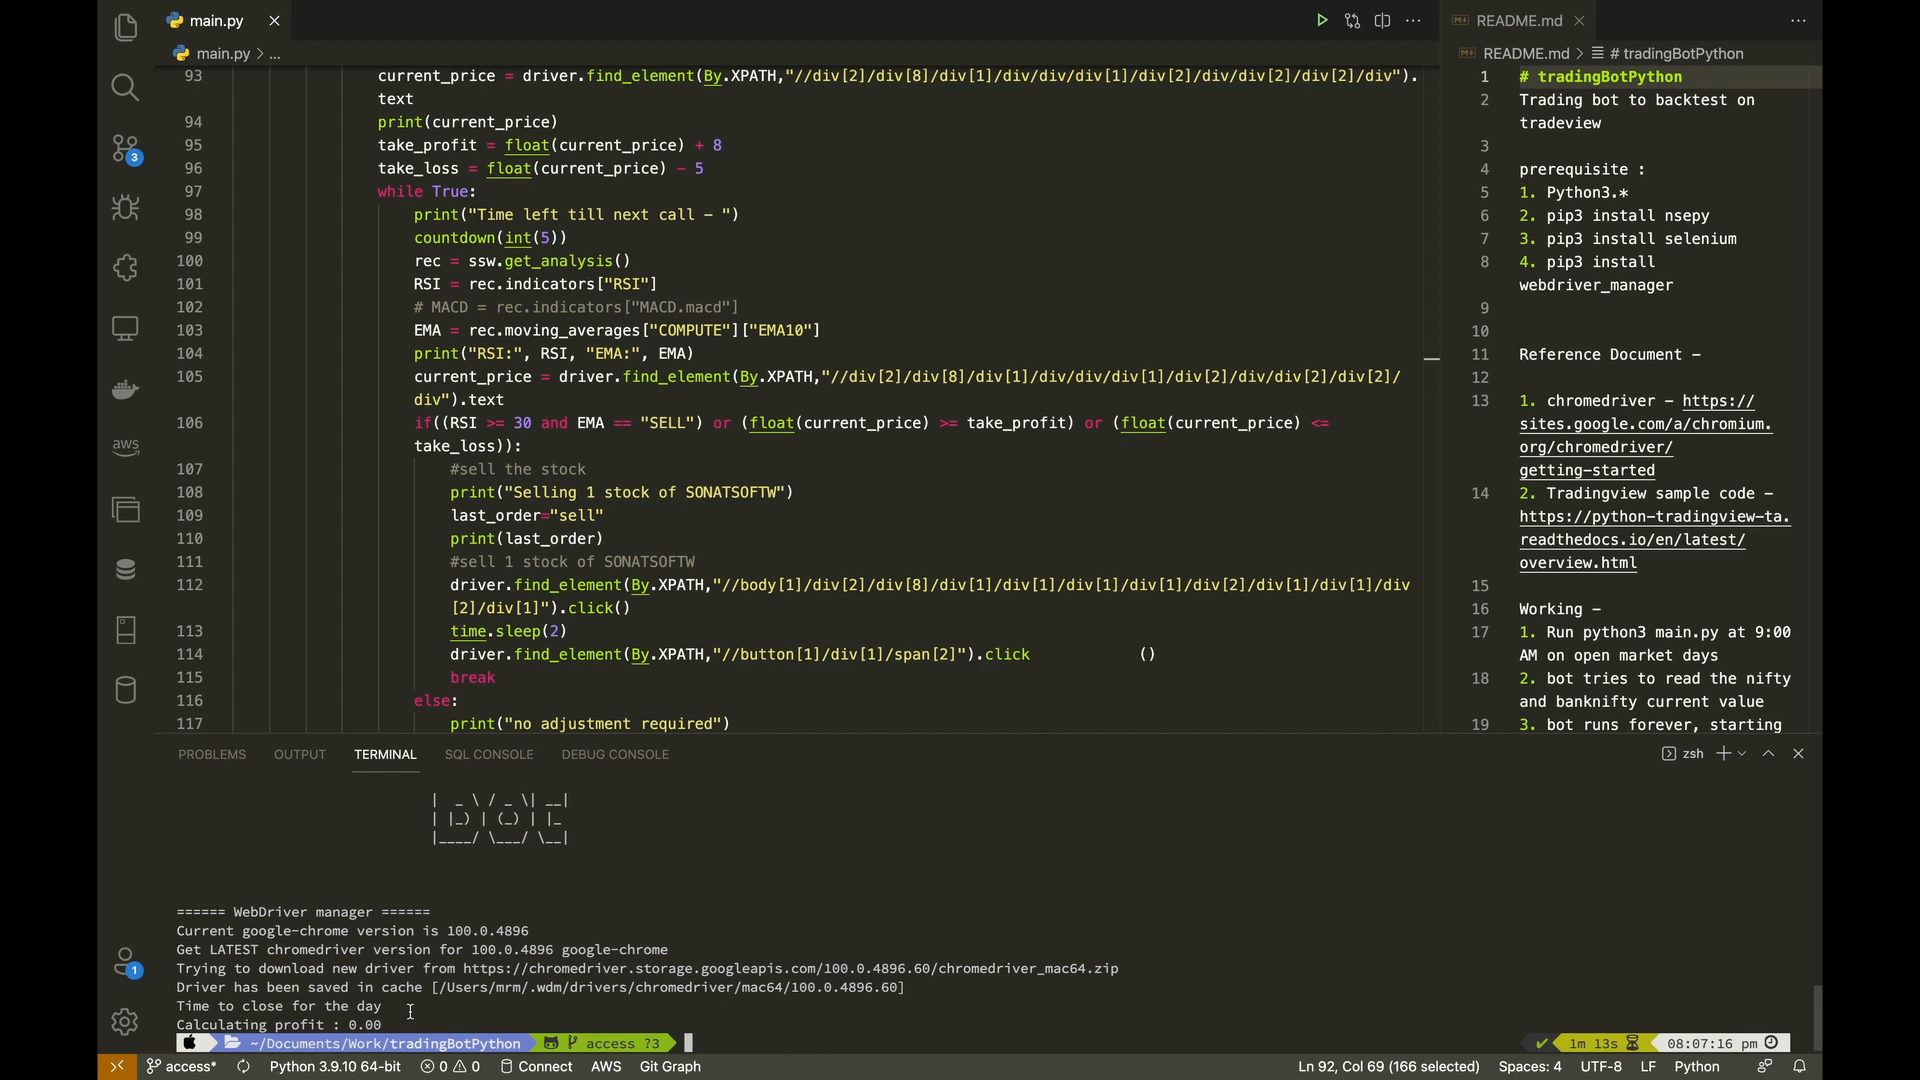 main.py
README.md
main.py > ...
README.md > # tradingBotPython
93 current_price = driver.find_element(By.XPATH,"//div[2]/div[8]/div[1]/div/div/div[1]/div[2]/div/div[2]/div[2]/div").
text
94 print(current_price)
95 take_profit = float(current_price) + 8
96 take_loss = float(current_price) - 5
97 while True:
98 print("Time left till next call - ")
99 countdown(int(5))
100 rec = ssw.get_analysis()
101 RSI = rec.indicators["RSI"]
102 # MACD = rec.indicators["MACD.macd"]
103 EMA = rec.moving_averages["COMPUTE"]["EMA10"]
104 print("RSI:", RSI, "EMA:", EMA)
105 current_price = driver.find_element(By.XPATH,"//div[2]/div[8]/div[1]/div/div/div[1]/div[2]/div/div[2]/div[2]/
div").text
106 if((RSI >= 30 and EMA == "SELL") or (float(current_price) >= take_profit) or (float(current_price) <=
take_loss)):
107 #sell the stock
108 print("Selling 1 stock of SONATSOFTW")
109 last_order="sell"
110 print(last_order)
111 #sell 1 stock of SONATSOFTW
112 driver.find_element(By.XPATH,"//body[1]/div[2]/div[8]/div[1]/div[1]/div[1]/div[1]/div[2]/div[1]/div[1]/div
[2]/div[1]").click()
113 time.sleep(2)
114 driver.find_element(By.XPATH,"//button[1]/div[1]/span[2]").click ()
115 break
116 else:
117 print("no adjustment required")
1 # tradingBotPython
2 Trading bot to backtest on
tradeview
3
4 prerequisite :
5 1. Python3.*
6 2. pip3 install nsepy
7 3. pip3 install selenium
8 4. pip3 install
webdriver_manager
9
10
11 Reference Document -
12
13 1. chromedriver - https://
sites.google.com/a/chromium.
org/chromedriver/
getting-started
14 2. Tradingview sample code -
https://python-tradingview-ta.
readthedocs.io/en/latest/
overview.html
15
16 Working -
17 1. Run python3 main.py at 9:00
AM on open market days
18 2. bot tries to read the nifty
and banknifty current value
19 3. bot runs forever, starting
3
aws
1
PROBLEMS OUTPUT TERMINAL SQL CONSOLE DEBUG CONSOLE
zsh
| _ \ / _ \| __|
| |_) | (_) | |_
|____/ \___/ \__|
====== WebDriver manager ======
Current google-chrome version is 100.0.4896
Get LATEST chromedriver version for 100.0.4896 google-chrome
Trying to download new driver from https://chromedriver.storage.googleapis.com/100.0.4896.60/chromedriver_mac64.zip
Driver has been saved in cache [/Users/mrm/.wdm/drivers/chromedriver/mac64/100.0.4896.60]
Time to close for the day
Calculating profit : 0.00
~/Documents/Work/tradingBotPython access ?3 ✔ 1m 13s 08:07:16 pm
access* Python 3.9.10 64-bit 0 0 Connect AWS Git Graph Ln 92, Col 69 (166 selected) Spaces: 4 UTF-8 LF Python